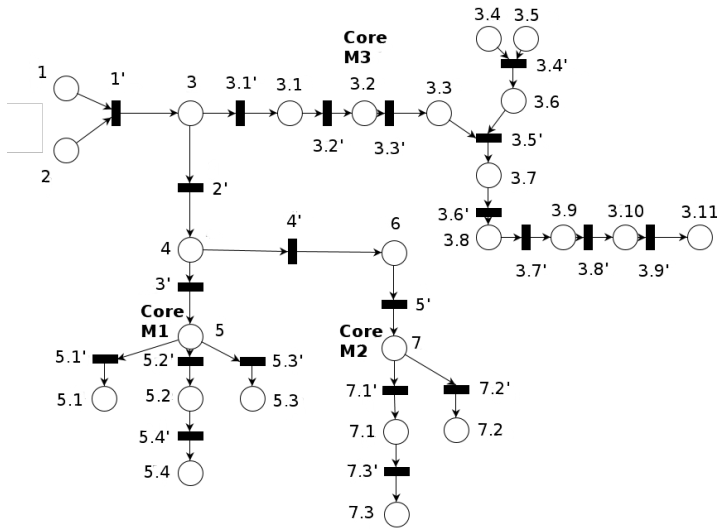 3.4 3.5
Core
M3
3.4'
1 1' 3 3.1' 3.1 3.2 3.3
3.6
3.2' 3.3' 3.5'
2
3.7
2'
3.6' 3.9 3.10 3.11
4' 6
4 3.8
3.7' 3.8' 3.9'
3'
5'
Core
M1 5
Core
M2 7
5.1' 5.2' 5.3'
7.1' 7.2'
5.1 5.2 5.3
7.1 7.2
5.4'
5.4 7.3'
7.3